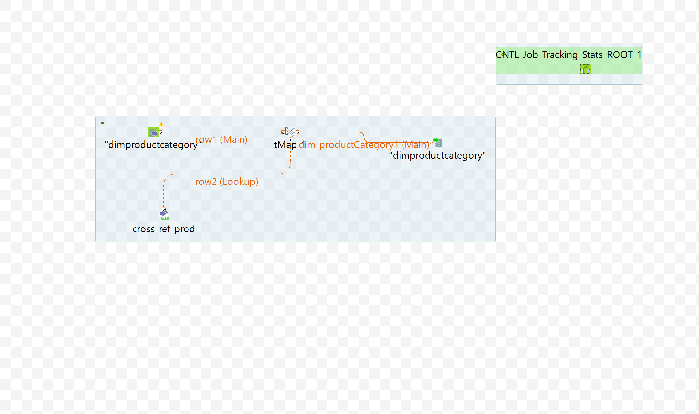 CNTL Job Tracking Stats ROOT 1
"dimproductcategory"
row1 (Main)
tMap
dim productCategory1 (Main)
"dimproductcategory"
row2 (Lookup)
cross ref prod